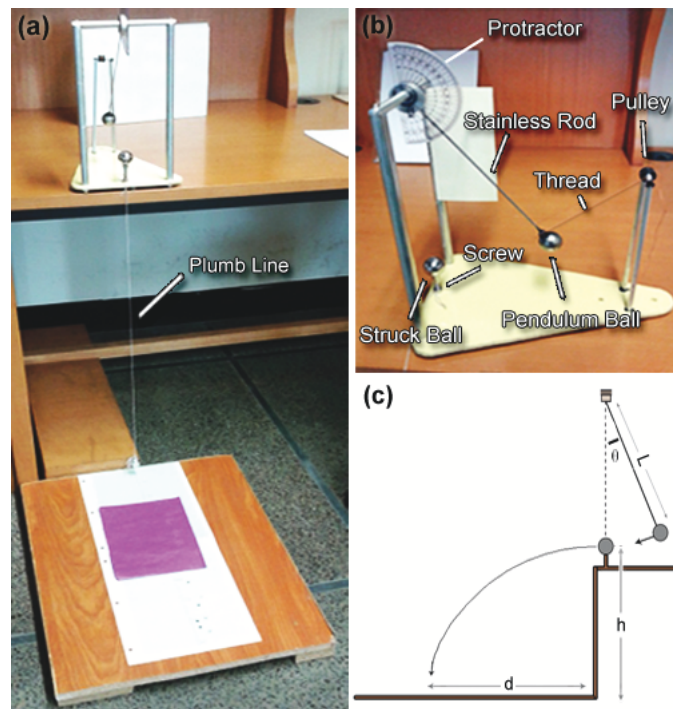 (a)
Plumb Line
(b)
Protractor
Pulley
Stainless Rod
Thread
Screw
Struck Ball
Pendulum Ball
(c)
θ
L
h
d